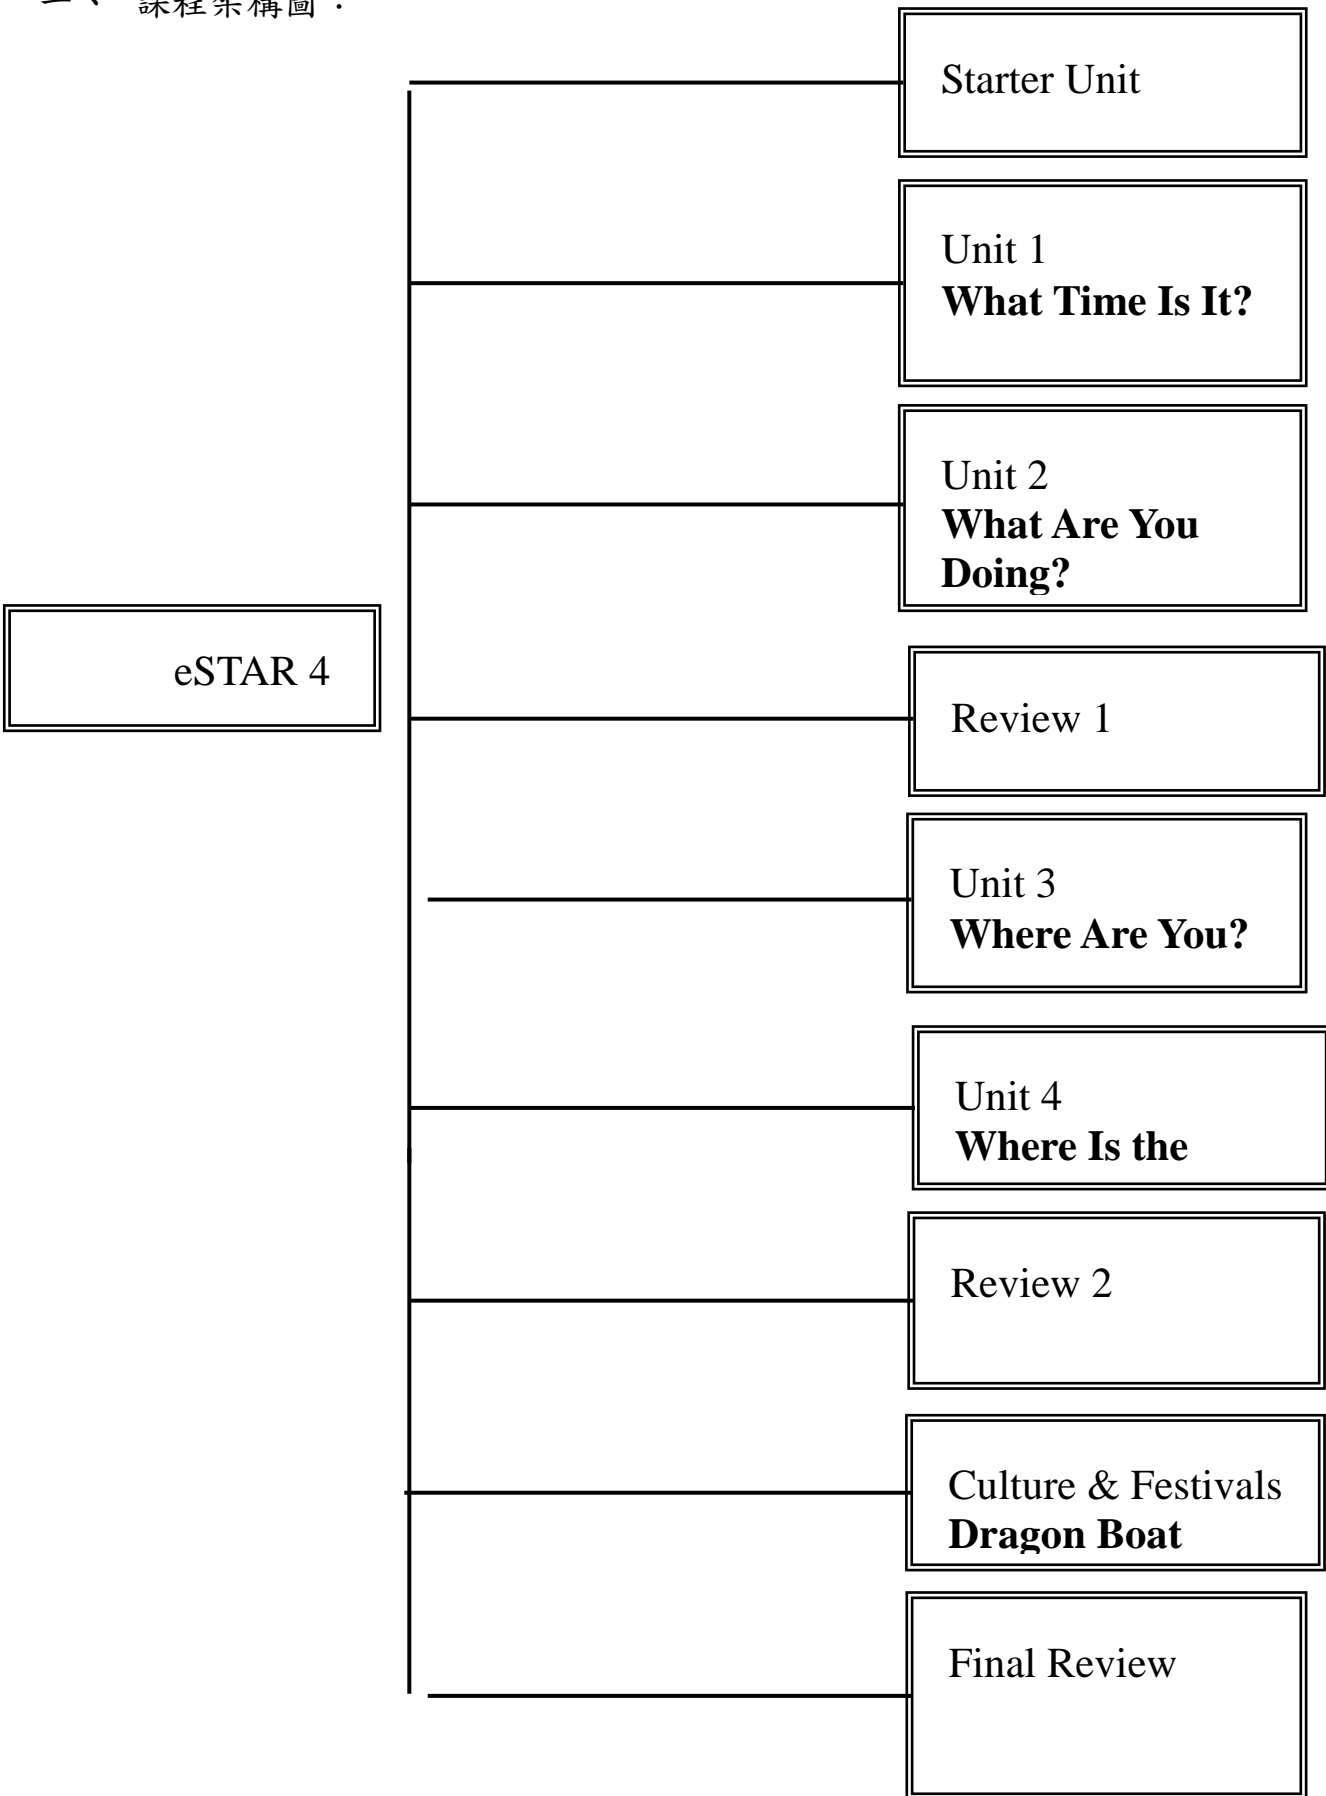 課程架構圖：
Starter Unit
Unit 1
What Time Is It?
Unit 2
What Are You
Doing?
eSTAR 4
Review 1
Unit 3
Where Are You?
Unit 4
Where Is the
Review 2
Culture & Festivals
Dragon Boat
Final Review